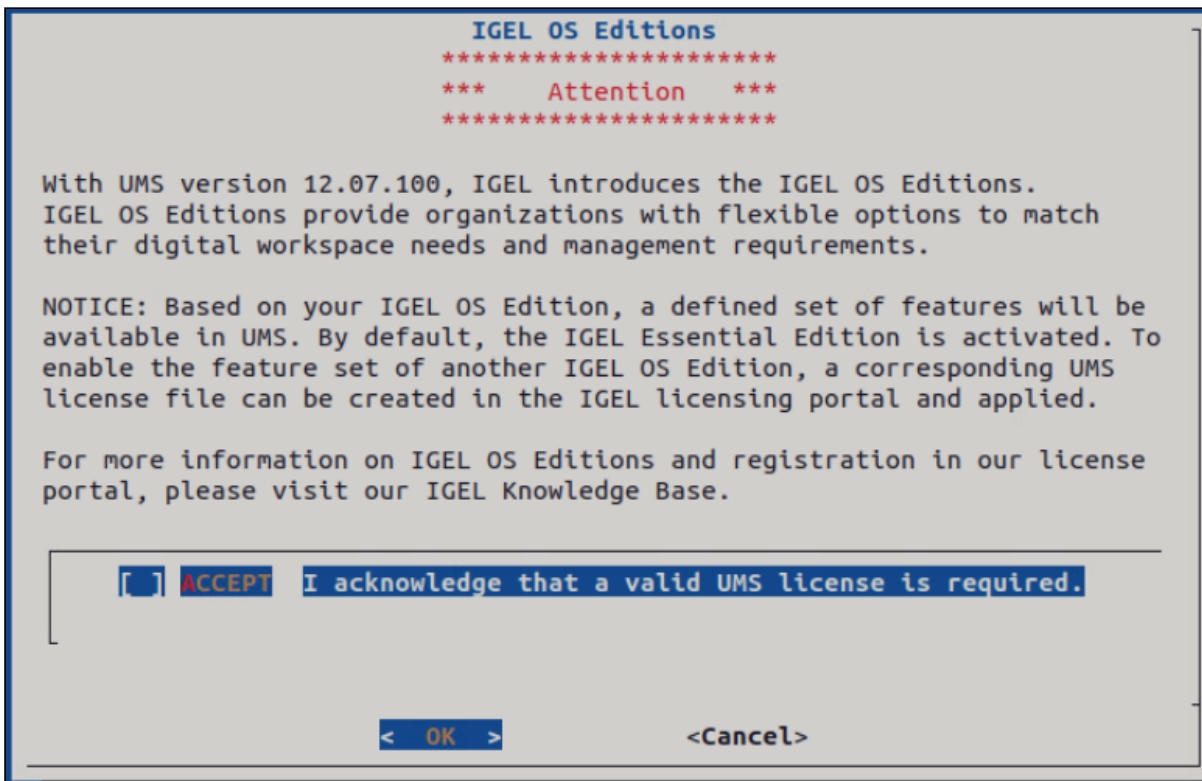 IGEL OS Editions
**********************
*** Attention ***
**********************
With UMS version 12.07.100, IGEL introduces the IGEL OS Editions.
IGEL OS Editions provide organizations with flexible options to match
their digital workspace needs and management requirements.
NOTICE: Based on your IGEL OS Edition, a defined set of features will be
available in UMS. By default, the IGEL Essential Edition is activated. To
enable the feature set of another IGEL OS Edition, a corresponding UMS
license file can be created in the IGEL licensing portal and applied.
For more information on IGEL OS Editions and registration in our license
portal, please visit our IGEL Knowledge Base.
[ ] ACCEPT I acknowledge that a valid UMS license is required.
< OK > <Cancel>